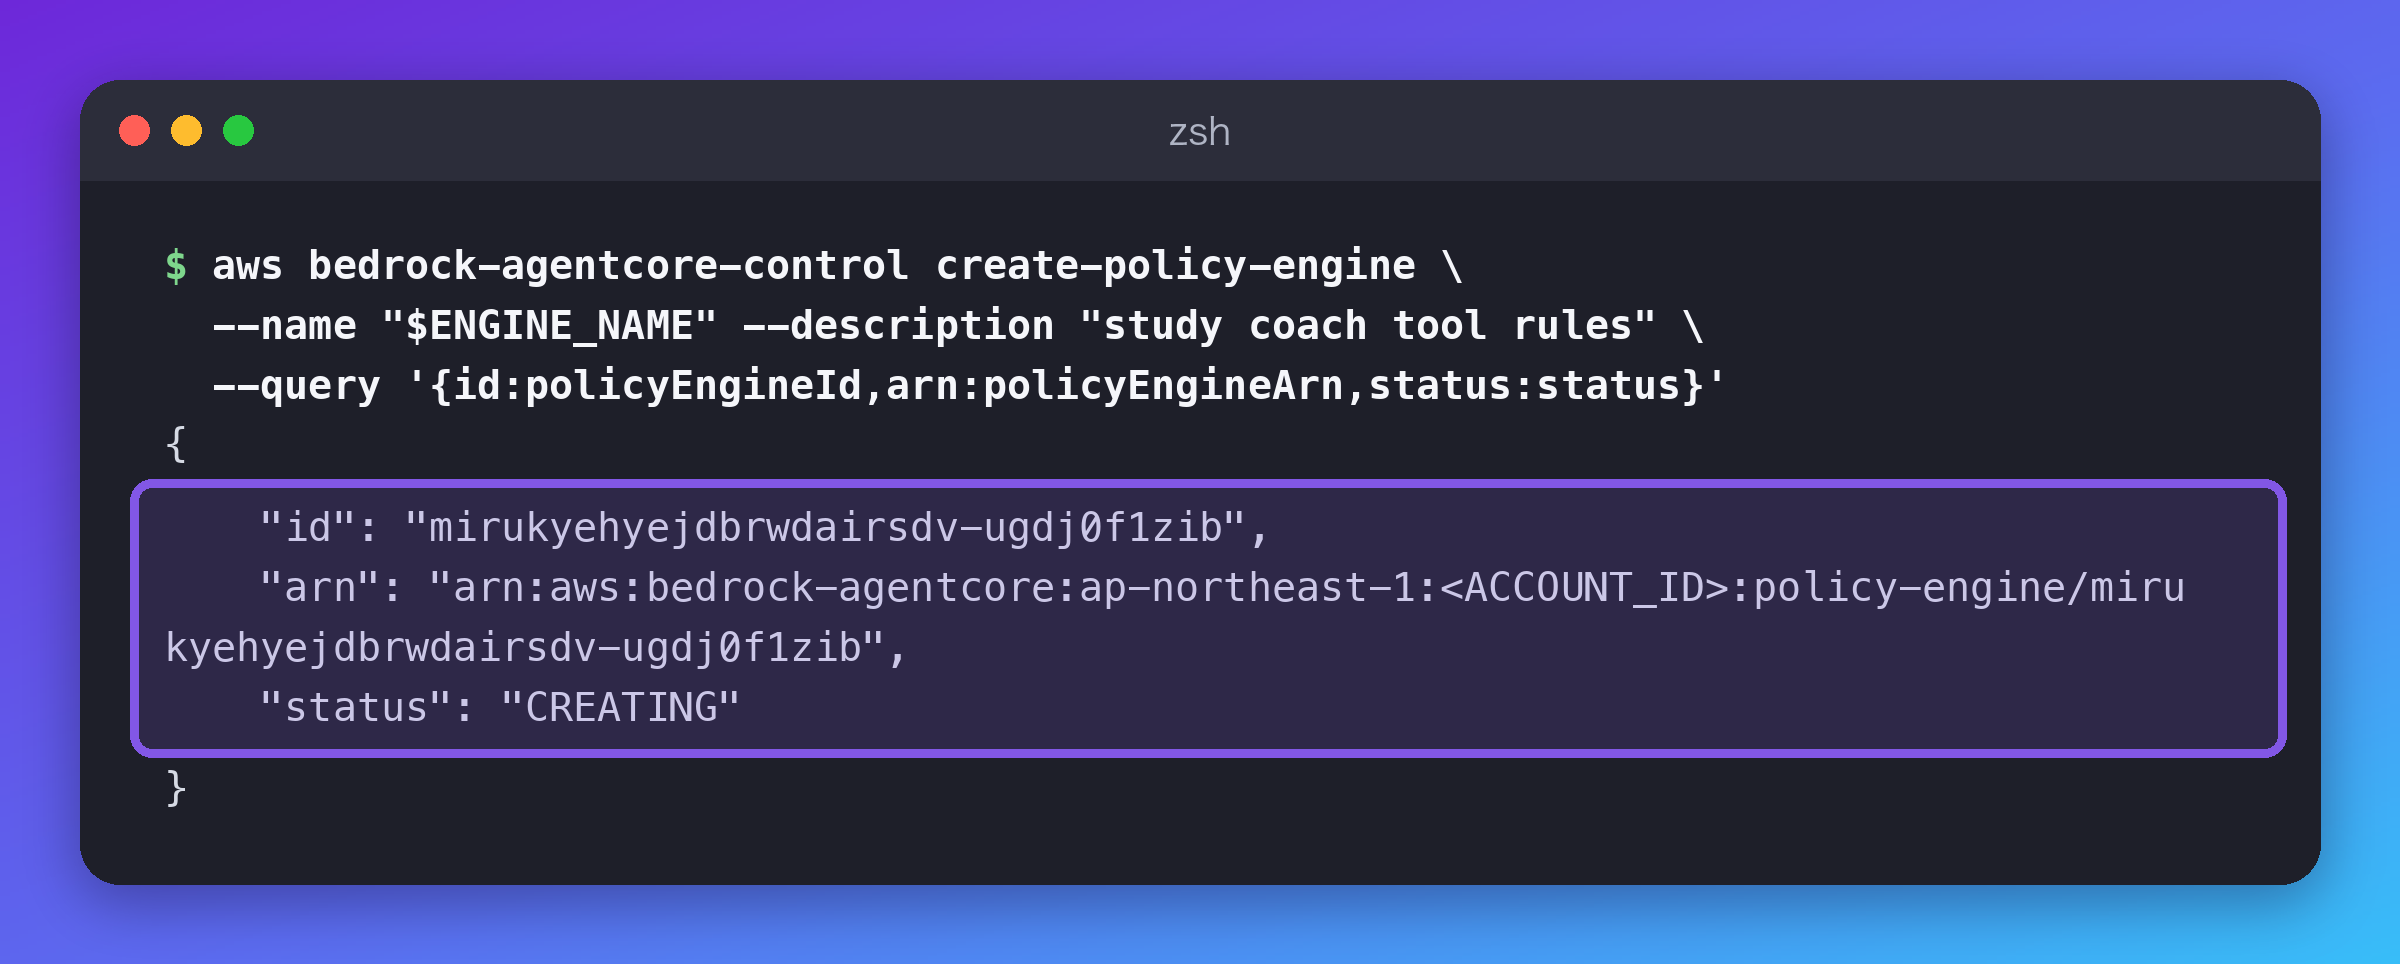 zsh
$ aws bedrock-agentcore-control create-policy-engine \
--name "$ENGINE_NAME" --description "study coach tool rules" \
--query '{id:policyEngineId,arn:policyEngineArn,status:status}'
{
"id": "mirukyehyejdbrwdairsdv-ugdj0f1zib",
"arn": "arn:aws:bedrock-agentcore:ap-northeast-1:<ACCOUNT_ID>:policy-engine/miru
kyehyejdbrwdairsdv-ugdj0f1zib",
"status": "CREATING"
}